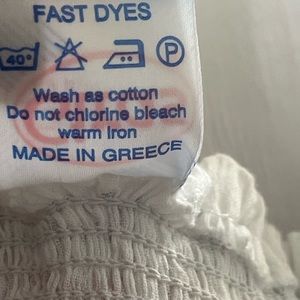 FAST DYES
40° P
Wash as cotton
Do not chlorine bleach
warm iron
MADE IN GREECE